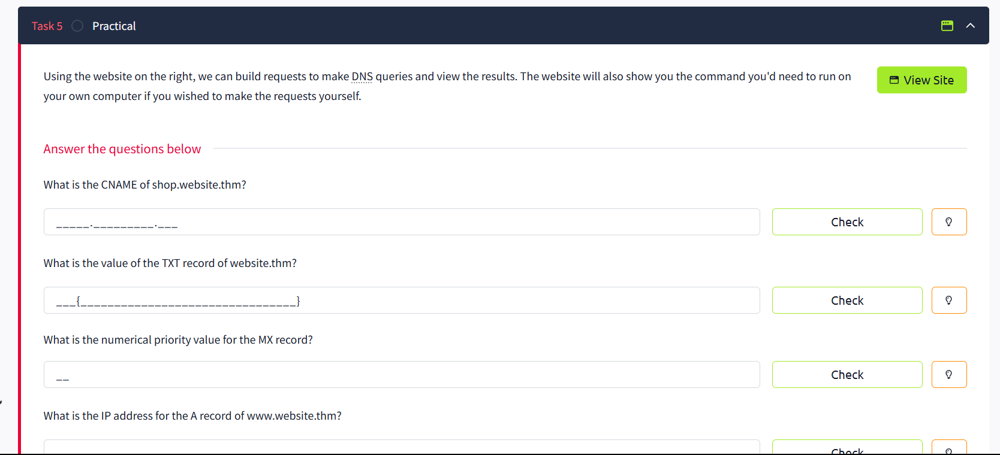 Task 5 Practical
Using the website on the right, we can build requests to make DNS queries and view the results. The website will also show you the command you'd need to run on
your own computer if you wished to make the requests yourself.
View Site
Answer the questions below
What is the CNAME of shop.website.thm?
_____._________.___
Check
What is the value of the TXT record of website.thm?
___{________________________________}
Check
What is the numerical priority value for the MX record?
__
Check
What is the IP address for the A record of www.website.thm?
Check